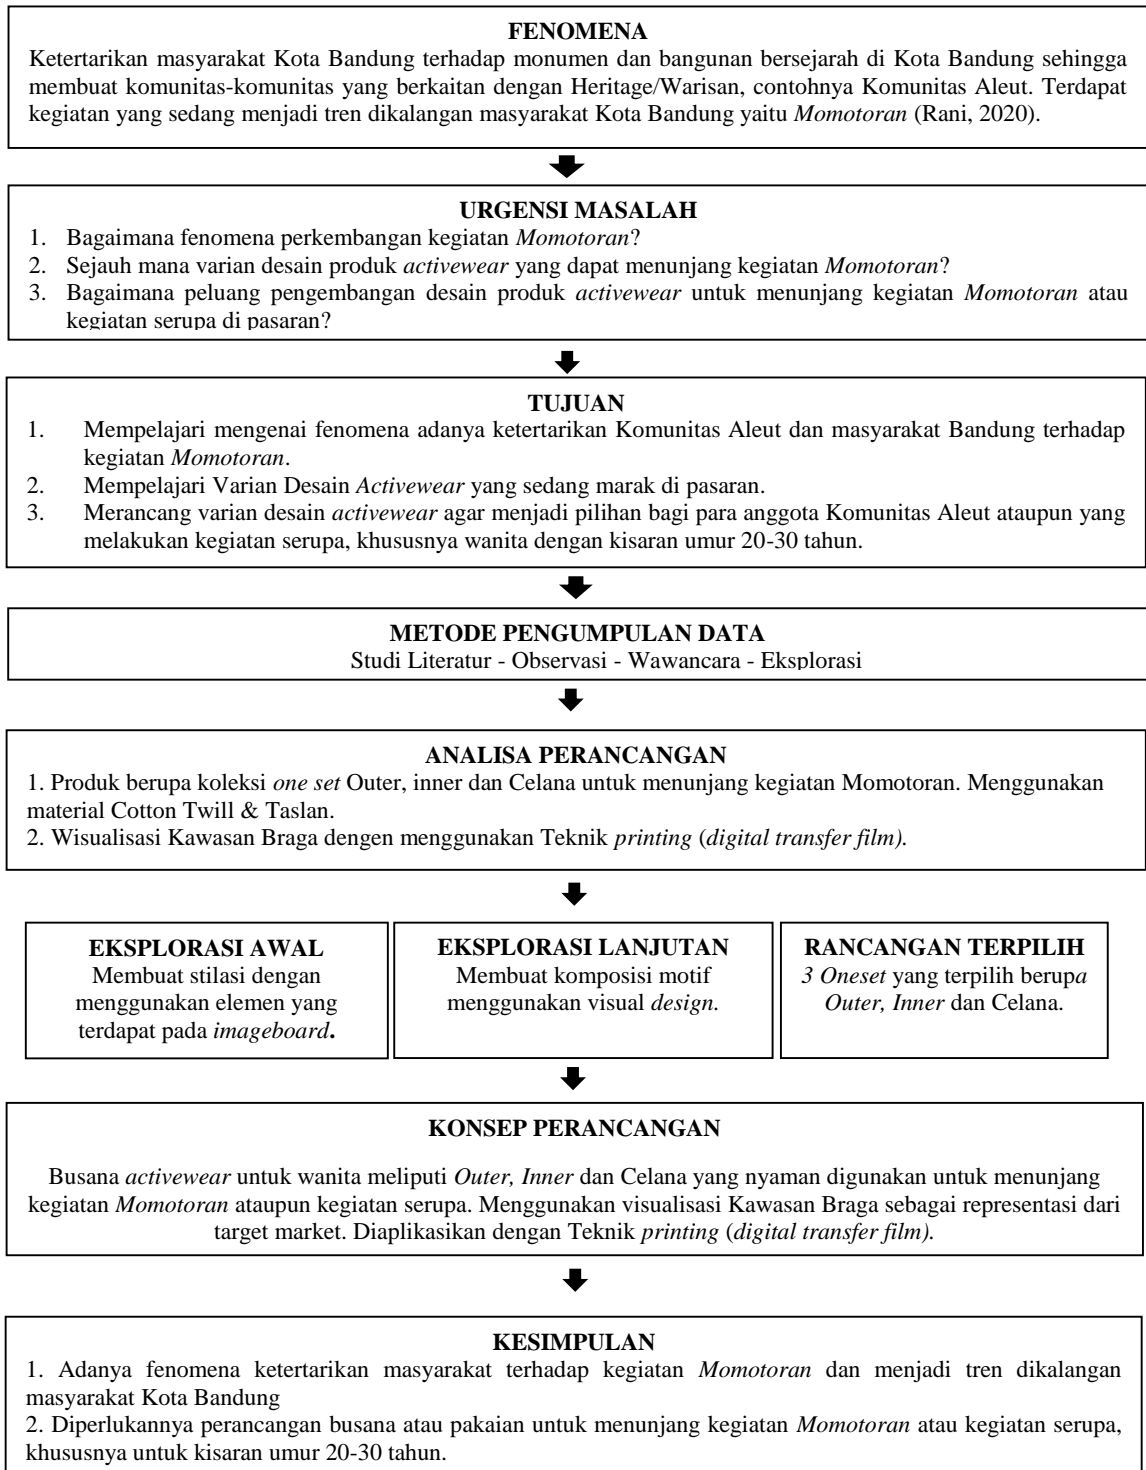 FENOMENA
Ketertarikan masyarakat Kota Bandung terhadap monumen dan bangunan bersejarah di Kota Bandung sehingga
membuat komunitas-komunitas yang berkaitan dengan Heritage/Warisan, contohnya Komunitas Aleut. Terdapat
kegiatan yang sedang menjadi tren dikalangan masyarakat Kota Bandung yaitu Momotoran (Rani, 2020).
URGENSI MASALAH
1. Bagaimana fenomena perkembangan kegiatan Momotoran?
2. Sejauh mana varian desain produk activewear yang dapat menunjang kegiatan Momotoran?
3. Bagaimana peluang pengembangan desain produk activewear untuk menunjang kegiatan Momotoran atau
kegiatan serupa di pasaran?
TUJUAN
1. Mempelajari mengenai fenomena adanya ketertarikan Komunitas Aleut dan masyarakat Bandung terhadap
kegiatan Momotoran.
2. Mempelajari Varian Desain Activewear yang sedang marak di pasaran.
3. Merancang varian desain activewear agar menjadi pilihan bagi para anggota Komunitas Aleut ataupun yang
melakukan kegiatan serupa, khususnya wanita dengan kisaran umur 20-30 tahun.
METODE PENGUMPULAN DATA
Studi Literatur - Observasi - Wawancara - Eksplorasi
ANALISA PERANCANGAN
1. Produk berupa koleksi one set Outer, inner dan Celana untuk menunjang kegiatan Momotoran. Menggunakan
material Cotton Twill & Taslan.
2. Wisualisasi Kawasan Braga dengen menggunakan Teknik printing (digital transfer film).
EKSPLORASI AWAL
Membuat stilasi dengan
menggunakan elemen yang
terdapat pada imageboard.
EKSPLORASI LANJUTAN
Membuat komposisi motif
menggunakan visual design.
RANCANGAN TERPILIH
3 Oneset yang terpilih berupa
Outer, Inner dan Celana.
KONSEP PERANCANGAN
Busana activewear untuk wanita meliputi Outer, Inner dan Celana yang nyaman digunakan untuk menunjang
kegiatan Momotoran ataupun kegiatan serupa. Menggunakan visualisasi Kawasan Braga sebagai representasi dari
target market. Diaplikasikan dengan Teknik printing (digital transfer film).
KESIMPULAN
1. Adanya fenomena ketertarikan masyarakat terhadap kegiatan Momotoran dan menjadi tren dikalangan
masyarakat Kota Bandung
2. Diperlukannya perancangan busana atau pakaian untuk menunjang kegiatan Momotoran atau kegiatan serupa,
khususnya untuk kisaran umur 20-30 tahun.